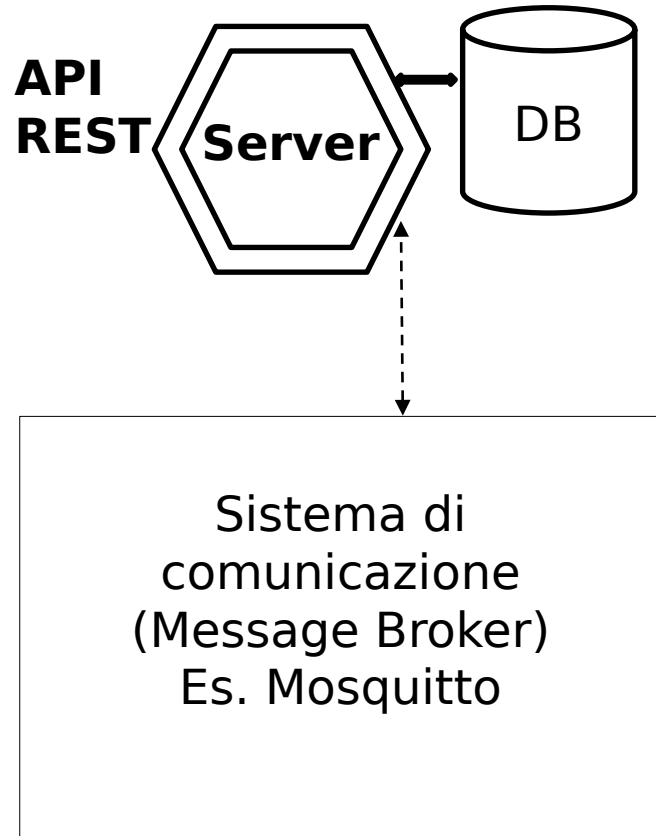 API
REST
Server
DB
Sistema di
comunicazione
(Message Broker)
Es. Mosquitto